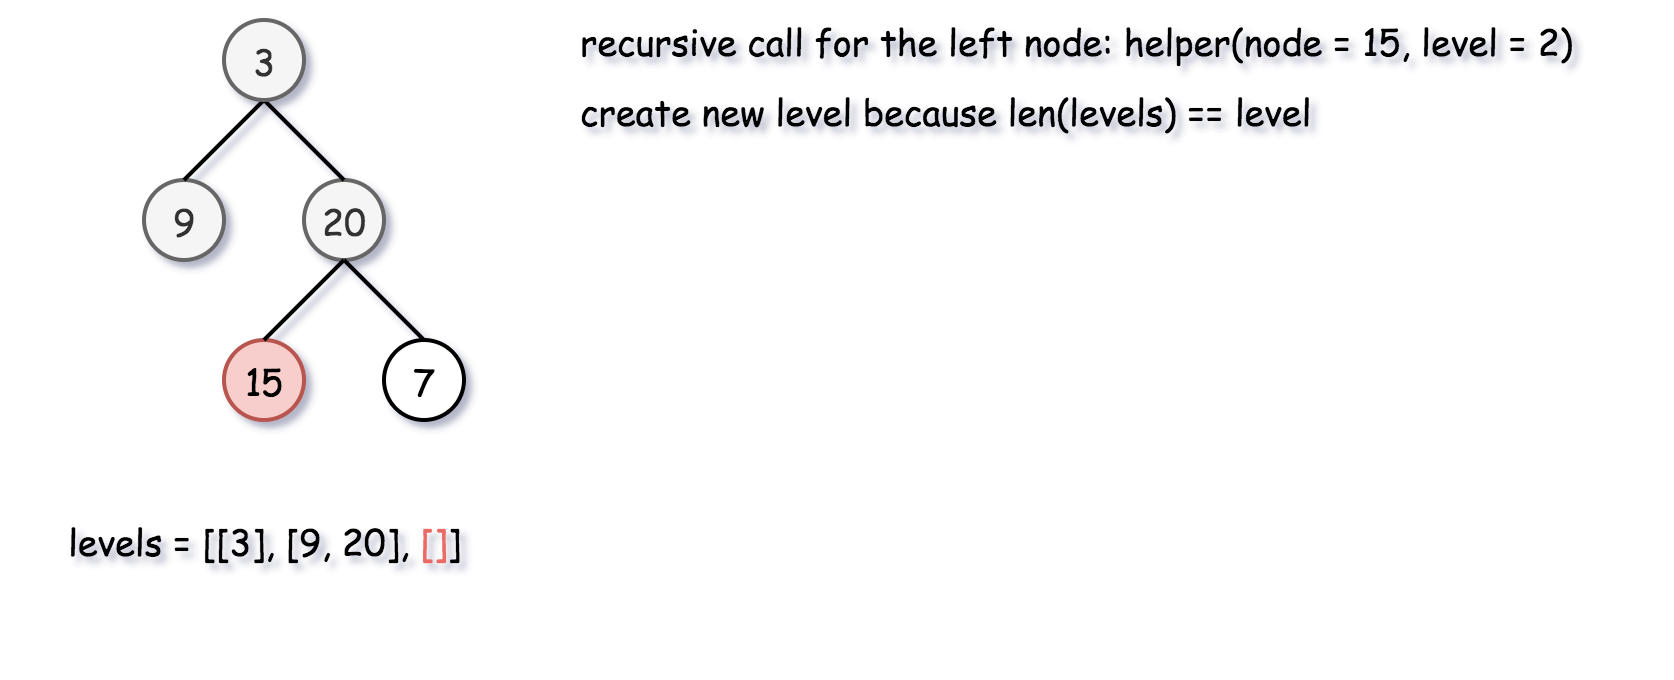 3
recursive call for the left node: helper(node = 15, level = 2)
create new level because len(levels) == level
9
20
15
7
levels = [[3], [9, 20], []]